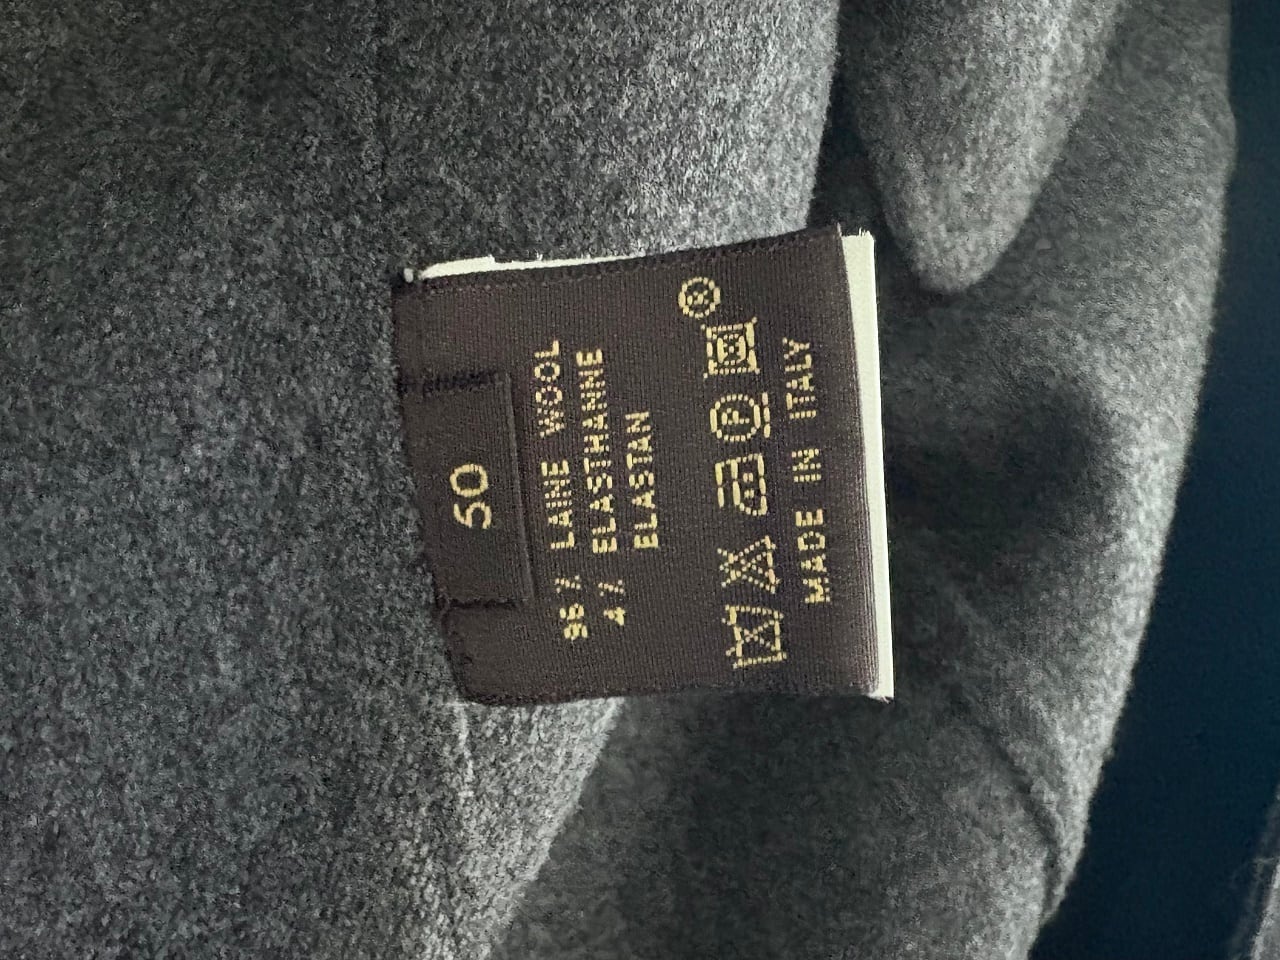 50
96% LAINE WOOL
4% ELASTHANNE
ELASTAN
P
MADE IN ITALY